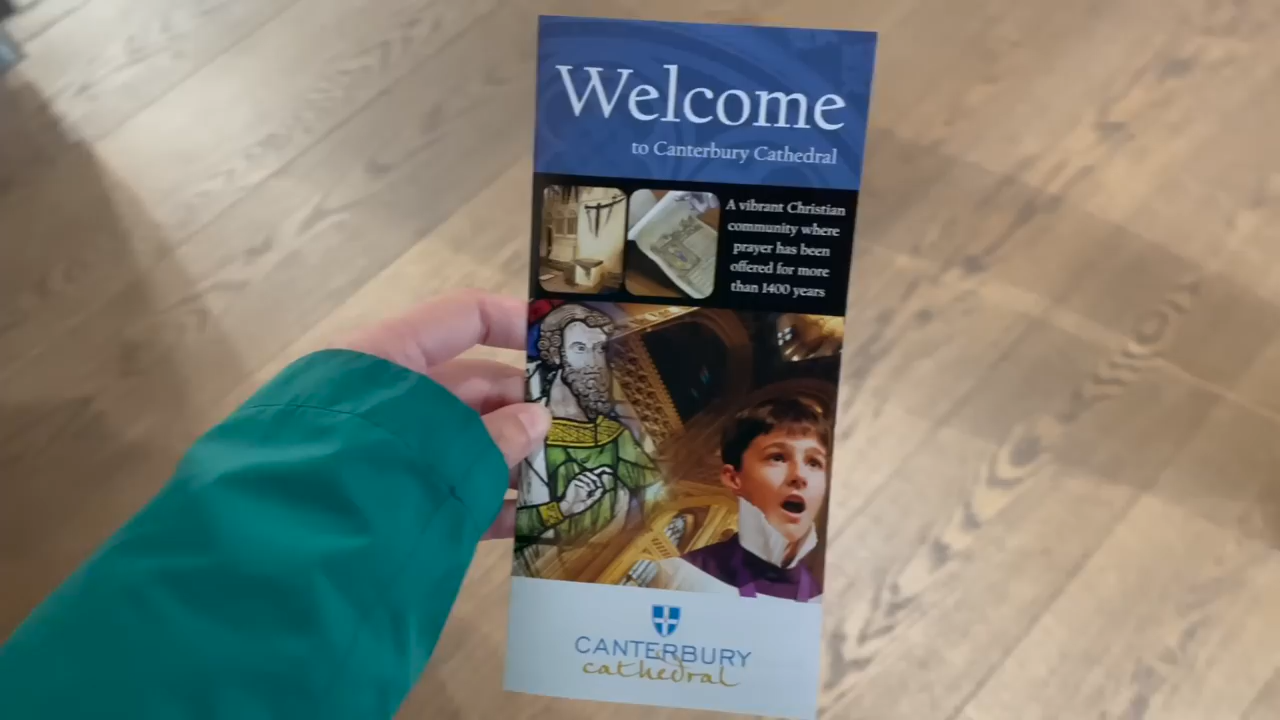 Welcome
to Canterbury Cathedral
A vibrant Christian
community where
prayer has been
offered for more
than 1400 years
CANTERBURY
cathedral